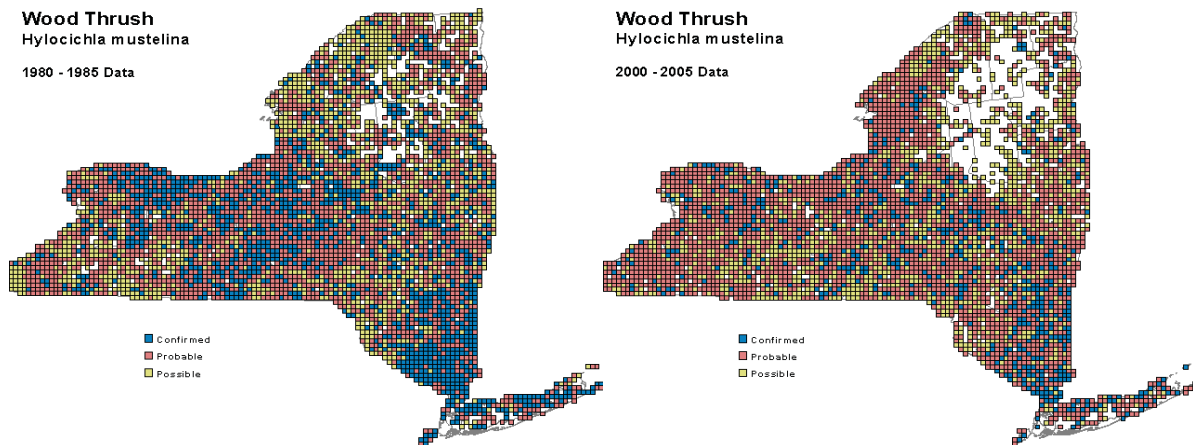 Wood Thrush
Hylocichla mustelina
1980 - 1985 Data
Confirmed
Probable
Possible
Wood Thrush
Hylocichla mustelina
2000 - 2005 Data
Confirmed
Probable
Possible